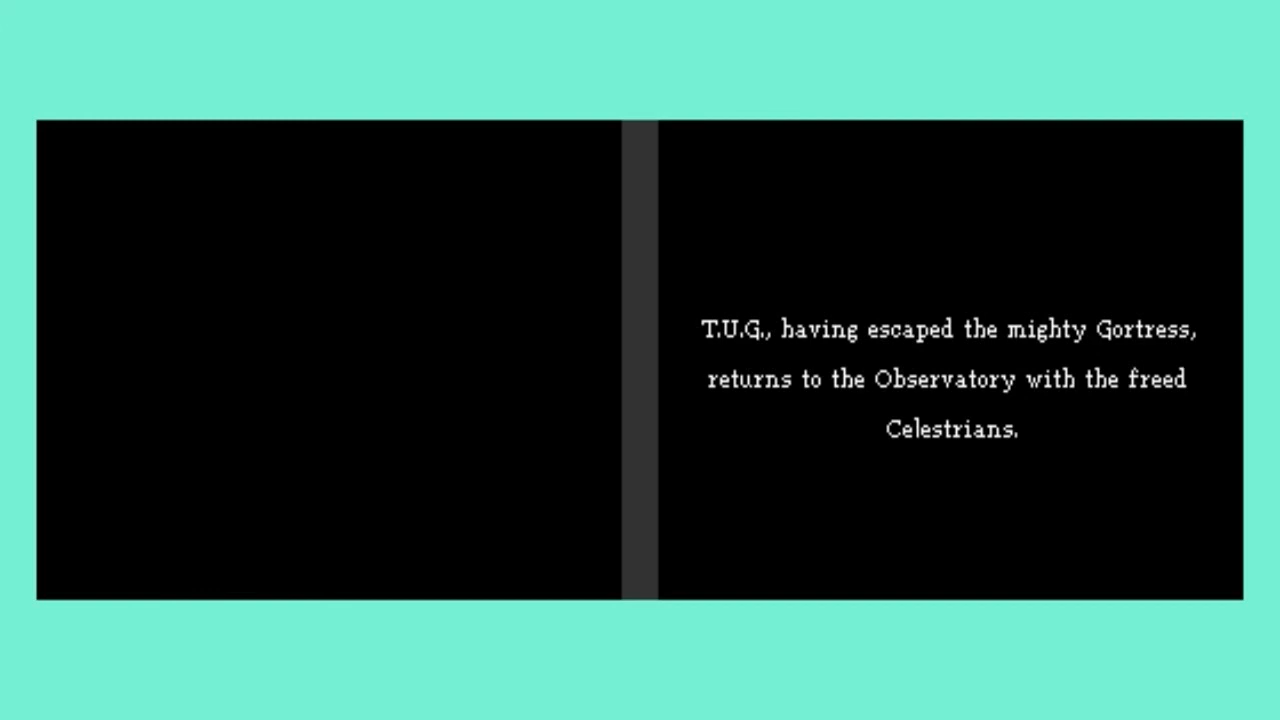 T.U.G., having escaped the mighty Gortress,
returns to the Observatory with the freed
Celestrians.